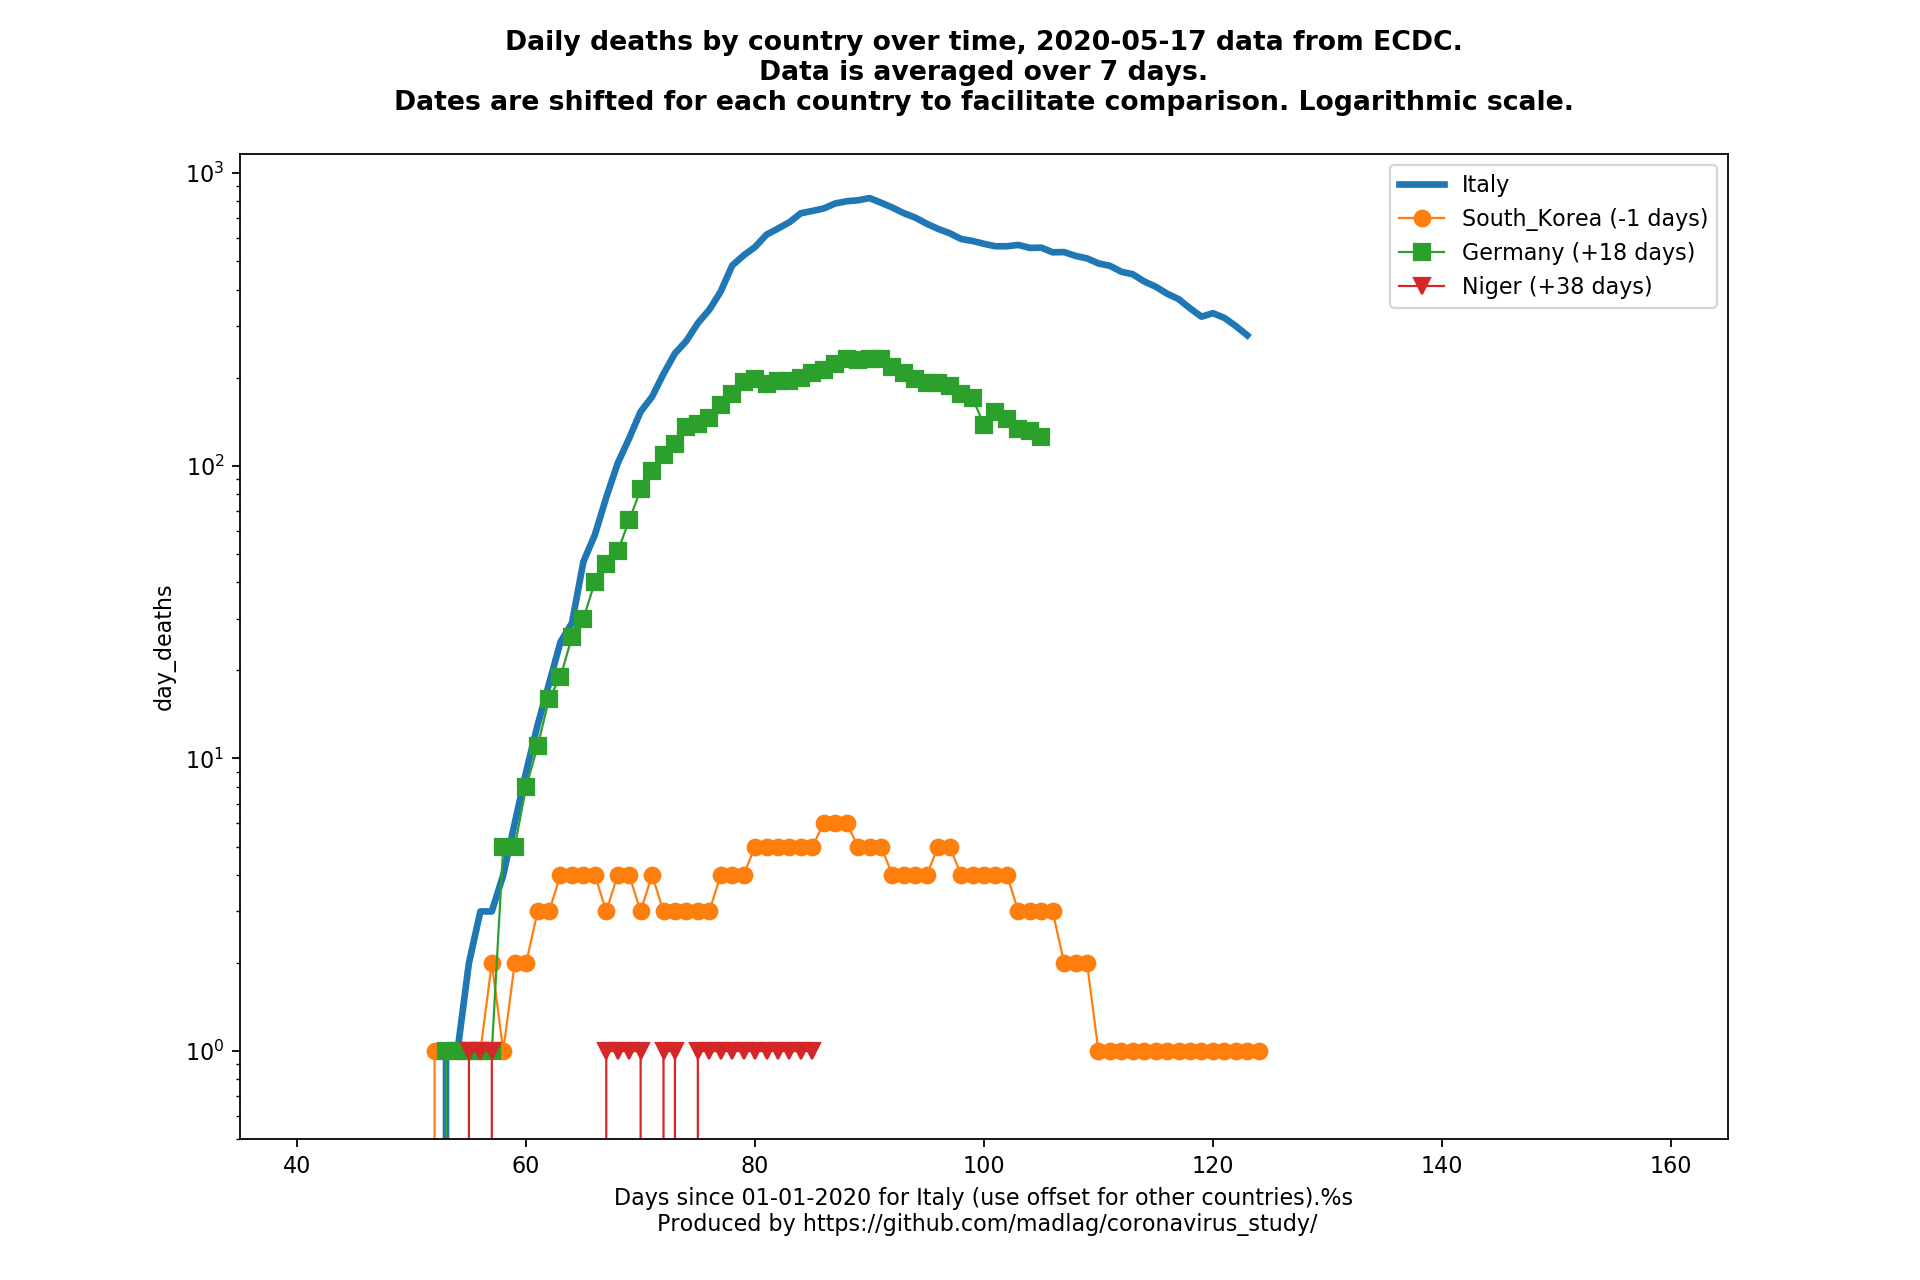 Daily deaths by country over time, 2020-05-17 data from ECDC.
Data is averaged over 7 days.
Dates are shifted for each country to facilitate comparison. Logarithmic scale.
10³
10²
10¹
10⁰
day_deaths
Italy
South_Korea (-1 days)
Germany (+18 days)
Niger (+38 days)
40 60 80 100 120 140 160
Days since 01-01-2020 for Italy (use offset for other countries).%s
Produced by https://github.com/madlag/coronavirus_study/